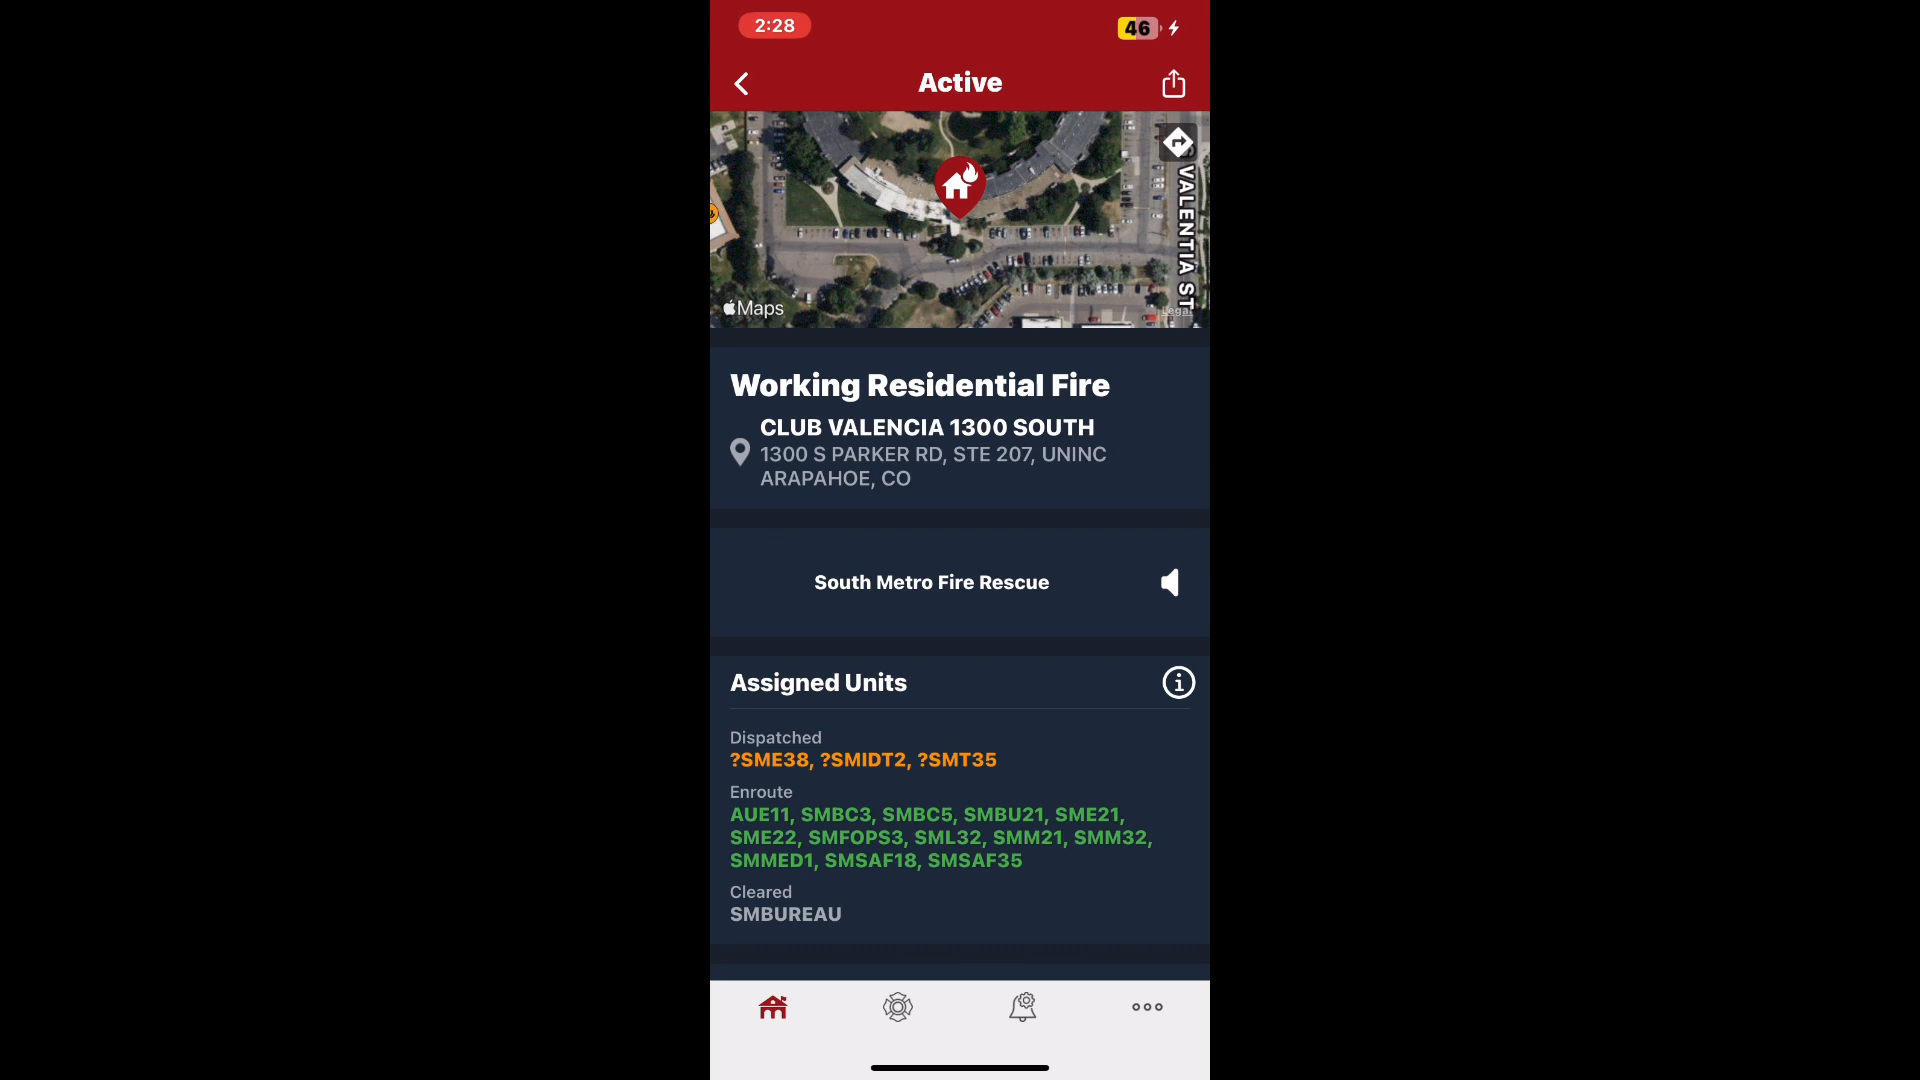 2:28
46
Active
VALENTIA ST
Maps
Legal
Working Residential Fire
CLUB VALENCIA 1300 SOUTH
1300 S PARKER RD, STE 207, UNINC
ARAPAHOE, CO
South Metro Fire Rescue
Assigned Units
Dispatched
?SME38, ?SMIDT2, ?SMT35
Enroute
AUE11, SMBC3, SMBC5, SMBU21, SME21,
SME22, SMFOPS3, SML32, SMM21, SMM32,
SMMED1, SMSAF18, SMSAF35
Cleared
SMBUREAU